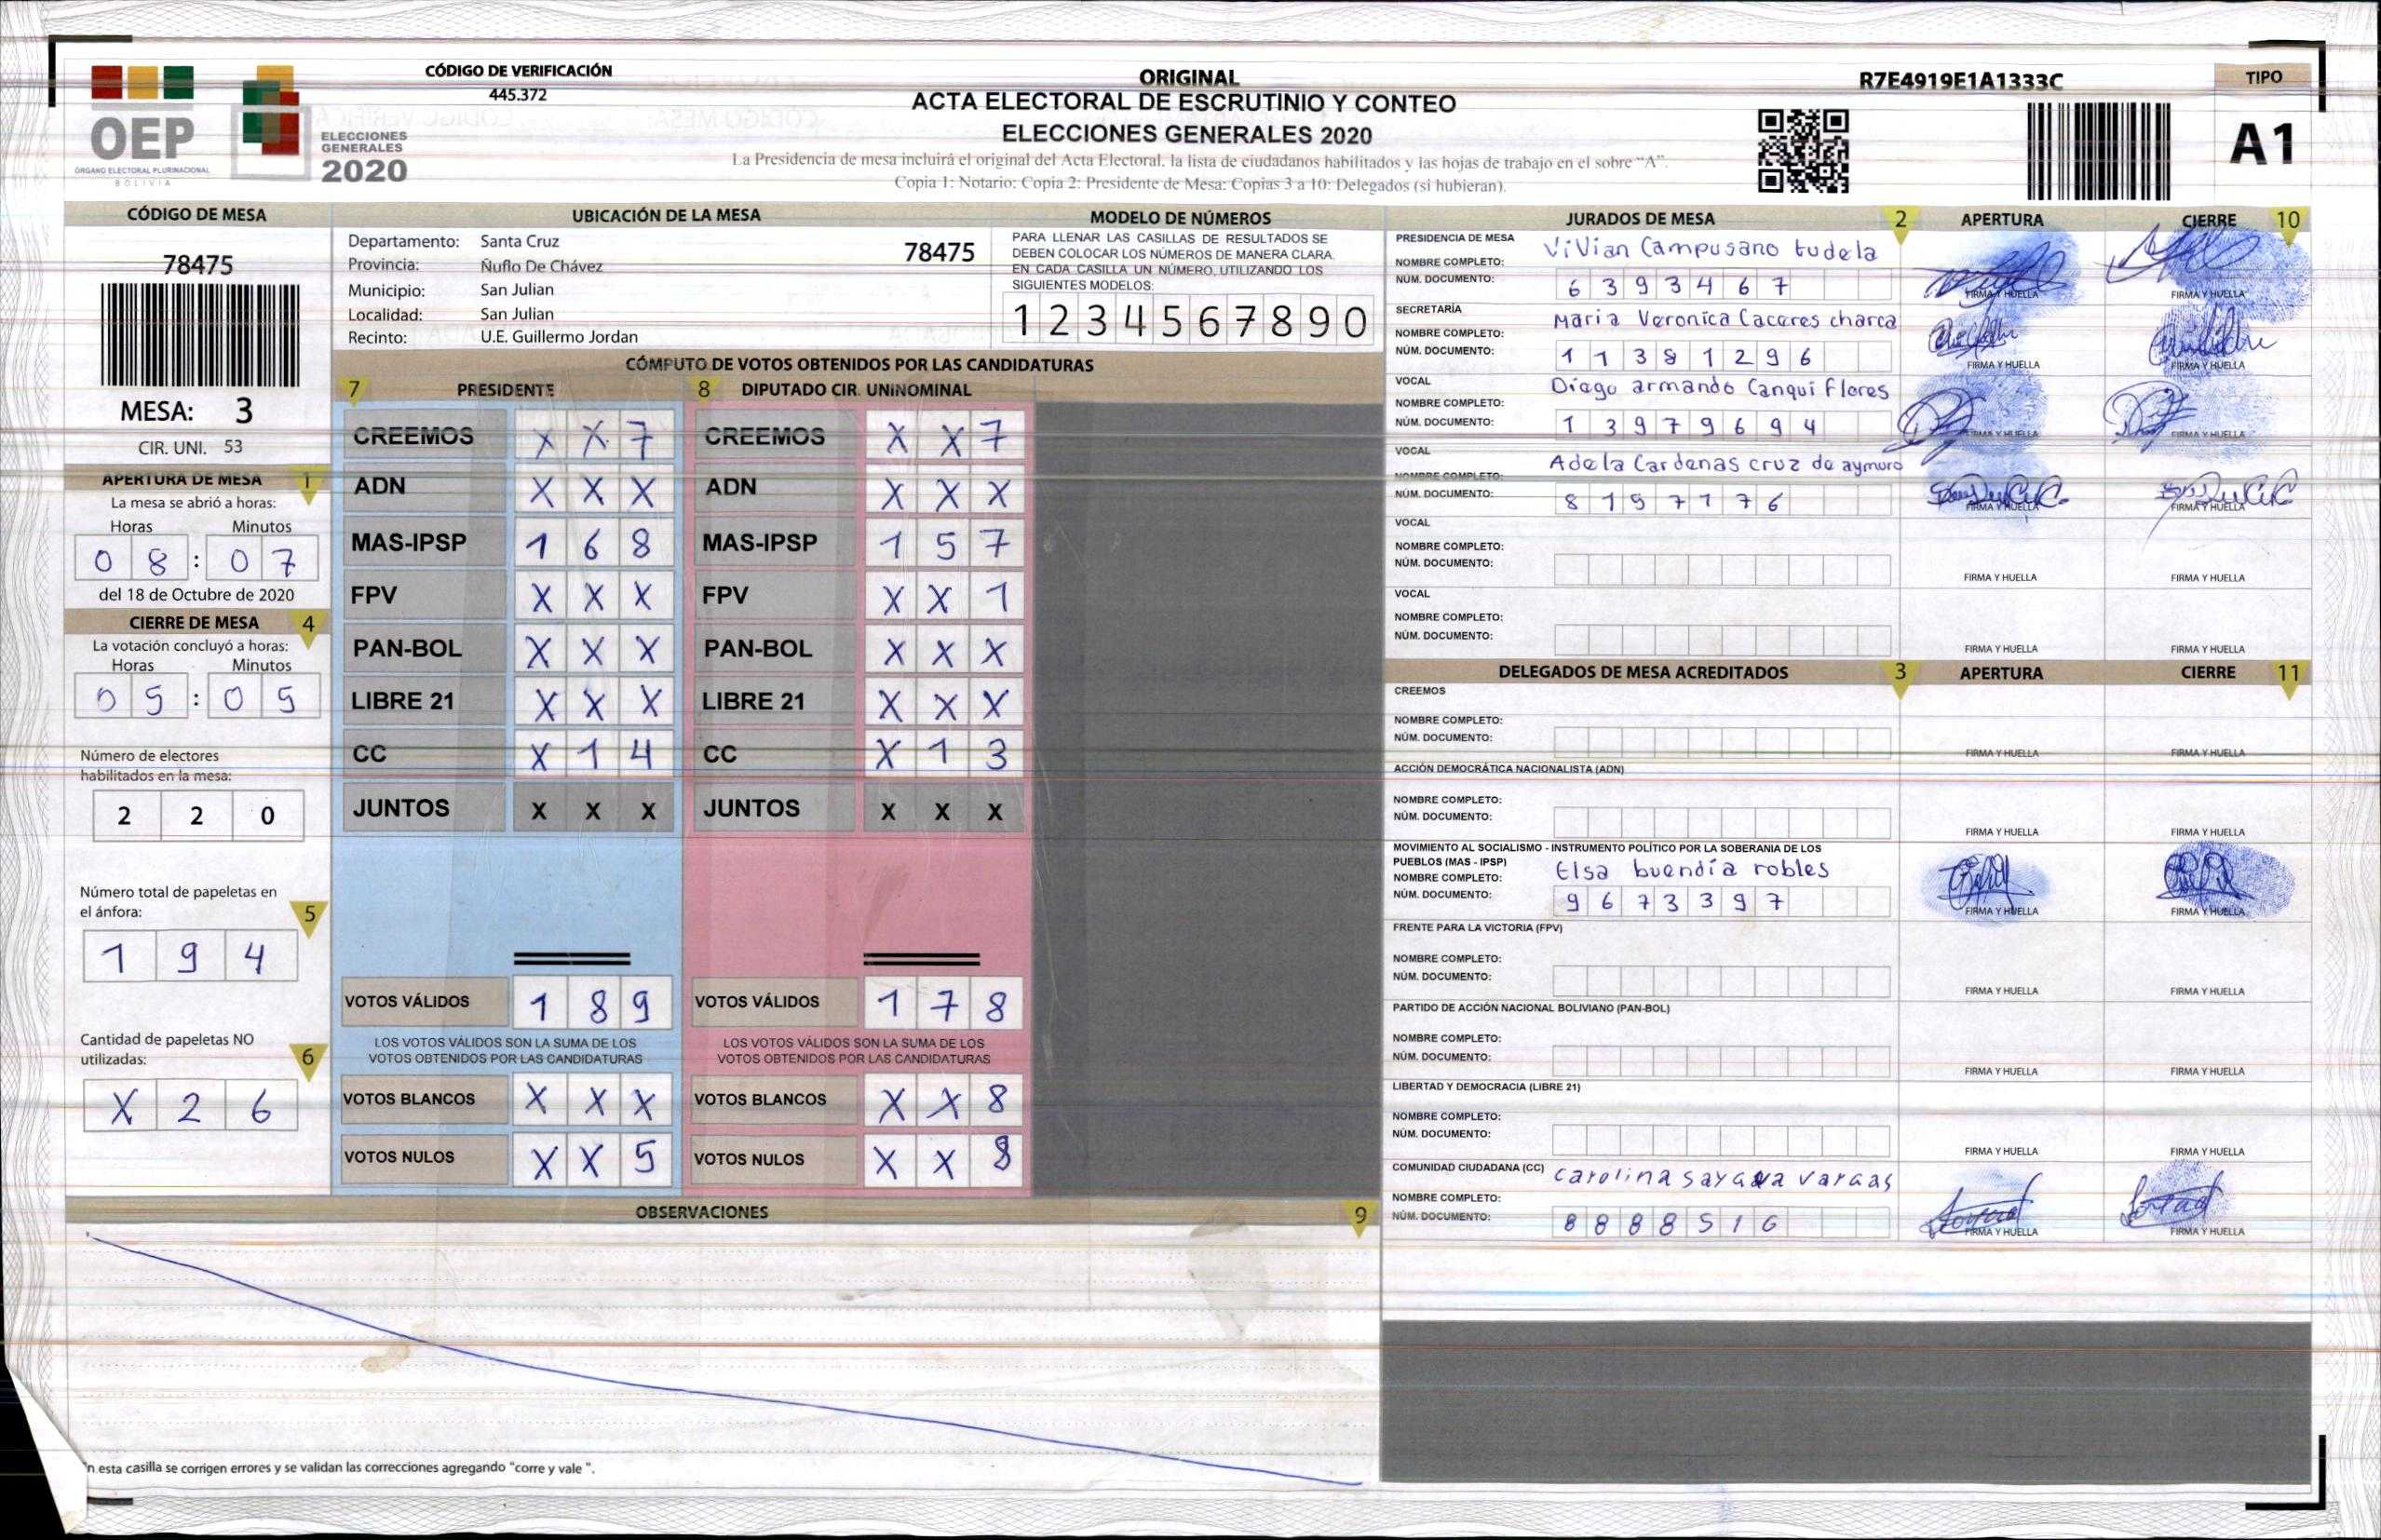 CÓDIGO DE VERIFICACIÓN
445.372
ORIGINAL
ACTA ELECTORAL DE ESCRUTINIO Y CONTEO
ELECCIONES GENERALES 2020
La Presidencia de mesa incluirá el original del Acta Electoral, la lista de ciudadanos habilitados y las hojas de trabajo en el sobre "A".
Copia 1: Notario; Copia 2: Presidente de Mesa; Copias 3 a 10: Delegados (si hubieran).
R7E4919E1A1333C
TIPO
A1
OEP
ÓRGANO ELECTORAL PLURINACIONAL
BOLIVIA
ELECCIONES
GENERALES
2020
CÓDIGO DE MESA
78475
MESA: 3
CIR. UNI. 53
APERTURA DE MESA 1
La mesa se abrió a horas:
Horas Minutos
0 8 : 0 7
del 18 de Octubre de 2020
CIERRE DE MESA 4
La votación concluyó a horas:
Horas Minutos
0 5 : 0 5
Número de electores
habilitados en la mesa:
2 2 0
Número total de papeletas en
el ánfora: 5
1 9 4
Cantidad de papeletas NO
utilizadas: 6
X 2 6
UBICACIÓN DE LA MESA
Departamento: Santa Cruz 78475
Provincia: Ñuflo De Chávez
Municipio: San Julian
Localidad: San Julian
Recinto: U.E. Guillermo Jordan
MODELO DE NÚMEROS
PARA LLENAR LAS CASILLAS DE RESULTADOS SE
DEBEN COLOCAR LOS NÚMEROS DE MANERA CLARA.
EN CADA CASILLA UN NÚMERO, UTILIZANDO LOS
SIGUIENTES MODELOS:
1 2 3 4 5 6 7 8 9 0
CÓMPUTO DE VOTOS OBTENIDOS POR LAS CANDIDATURAS
7 PRESIDENTE 8 DIPUTADO CIR. UNINOMINAL
CREEMOS X X 7 CREEMOS X X 7
ADN X X X ADN X X X
MAS-IPSP 1 6 8 MAS-IPSP 1 5 7
FPV X X X FPV X X 1
PAN-BOL X X X PAN-BOL X X X
LIBRE 21 X X X LIBRE 21 X X X
CC X 1 4 CC X 1 3
JUNTOS X X X JUNTOS X X X
VOTOS VÁLIDOS 1 8 9 VOTOS VÁLIDOS 1 7 8
LOS VOTOS VÁLIDOS SON LA SUMA DE LOS LOS VOTOS VÁLIDOS SON LA SUMA DE LOS
VOTOS OBTENIDOS POR LAS CANDIDATURAS VOTOS OBTENIDOS POR LAS CANDIDATURAS
VOTOS BLANCOS X X X VOTOS BLANCOS X X 8
VOTOS NULOS X X 5 VOTOS NULOS X X 8
OBSERVACIONES 9
n esta casilla se corrigen errores y se validan las correcciones agregando "corre y vale ".
JURADOS DE MESA 2 APERTURA CIERRE 10
PRESIDENCIA DE MESA
NOMBRE COMPLETO: ViVian Campusano tudela
NÚM. DOCUMENTO: 6 3 9 3 4 6 7
FIRMA Y HUELLA FIRMA Y HUELLA
SECRETARÍA
NOMBRE COMPLETO: Maria Veronica Caceres charca
NÚM. DOCUMENTO: 1 1 3 8 1 2 9 6
FIRMA Y HUELLA FIRMA Y HUELLA
VOCAL
NOMBRE COMPLETO: Diego armando Canqui flores
NÚM. DOCUMENTO: 1 3 9 7 9 6 9 4
FIRMA Y HUELLA FIRMA Y HUELLA
VOCAL
NOMBRE COMPLETO: Adela Cardenas cruz de aymuro
NÚM. DOCUMENTO: 8 1 9 7 1 7 6
FIRMA Y HUELLA FIRMA Y HUELLA
VOCAL
NOMBRE COMPLETO:
NÚM. DOCUMENTO:
FIRMA Y HUELLA FIRMA Y HUELLA
VOCAL
NOMBRE COMPLETO:
NÚM. DOCUMENTO:
FIRMA Y HUELLA FIRMA Y HUELLA
DELEGADOS DE MESA ACREDITADOS 3 APERTURA CIERRE 11
CREEMOS
NOMBRE COMPLETO:
NÚM. DOCUMENTO:
FIRMA Y HUELLA FIRMA Y HUELLA
ACCIÓN DEMOCRÁTICA NACIONALISTA (ADN)
NOMBRE COMPLETO:
NÚM. DOCUMENTO:
FIRMA Y HUELLA FIRMA Y HUELLA
MOVIMIENTO AL SOCIALISMO - INSTRUMENTO POLÍTICO POR LA SOBERANIA DE LOS
PUEBLOS (MAS - IPSP)
NOMBRE COMPLETO: Elsa buendía robles
NÚM. DOCUMENTO: 9 6 7 3 3 9 7
FIRMA Y HUELLA FIRMA Y HUELLA
FRENTE PARA LA VICTORIA (FPV)
NOMBRE COMPLETO:
NÚM. DOCUMENTO:
FIRMA Y HUELLA FIRMA Y HUELLA
PARTIDO DE ACCIÓN NACIONAL BOLIVIANO (PAN-BOL)
NOMBRE COMPLETO:
NÚM. DOCUMENTO:
FIRMA Y HUELLA FIRMA Y HUELLA
LIBERTAD Y DEMOCRACIA (LIBRE 21)
NOMBRE COMPLETO:
NÚM. DOCUMENTO:
FIRMA Y HUELLA FIRMA Y HUELLA
COMUNIDAD CIUDADANA (CC)
NOMBRE COMPLETO: Carolina Vargas
NÚM. DOCUMENTO: 8 8 8 8 5 1 6
FIRMA Y HUELLA FIRMA Y HUELLA